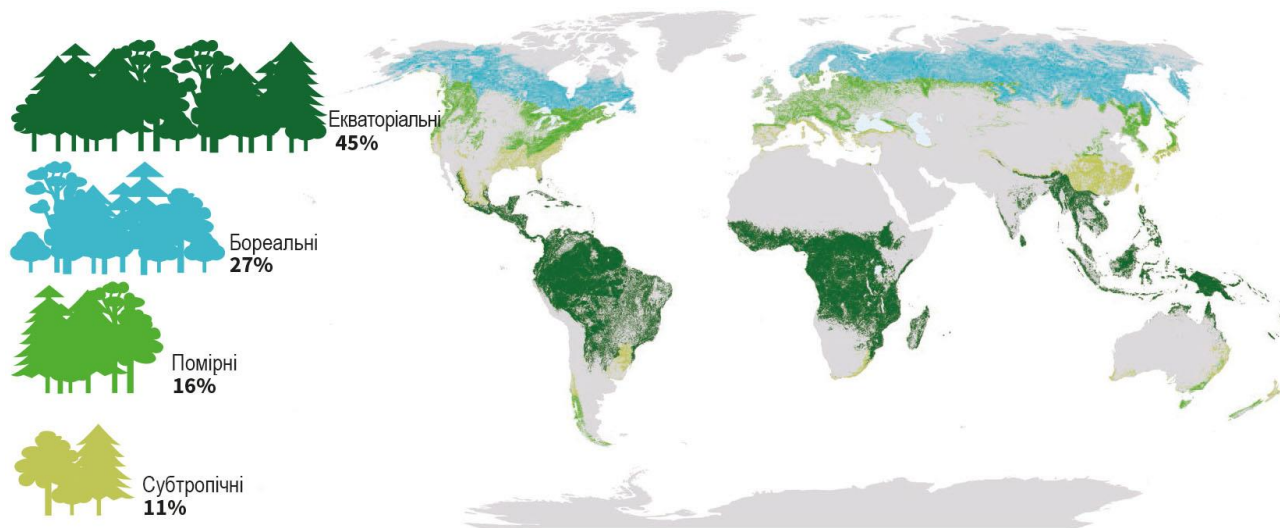 Екваторіальні
45%
Бореальні
27%
Помірні
16%
Субтропічні
11%